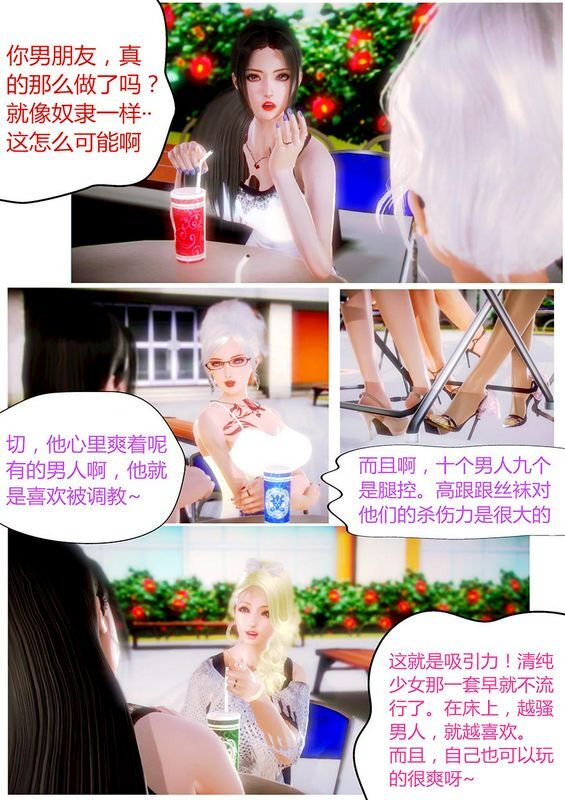 你男朋友，真
的那么做了吗？
就像奴隶一样··
这怎么可能啊
切，他心里爽着呢
有的男人啊，他就
是喜欢被调教~
而且啊，十个男人九个
是腿控。高跟跟丝袜对
他们的杀伤力是很大的
这就是吸引力！清纯
少女那一套早就不流
行了。在床上，越骚
男人，就越喜欢。
而且，自己也可以玩
的很爽呀~